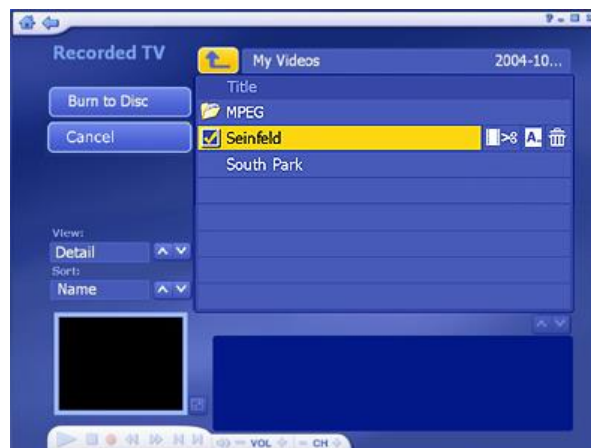 Recorded TV
My Videos 2004-10...
Title
Burn to Disc
MPEG
Cancel
Seinfeld A..
South Park
View:
Detail
Sort:
Name
VOL CH